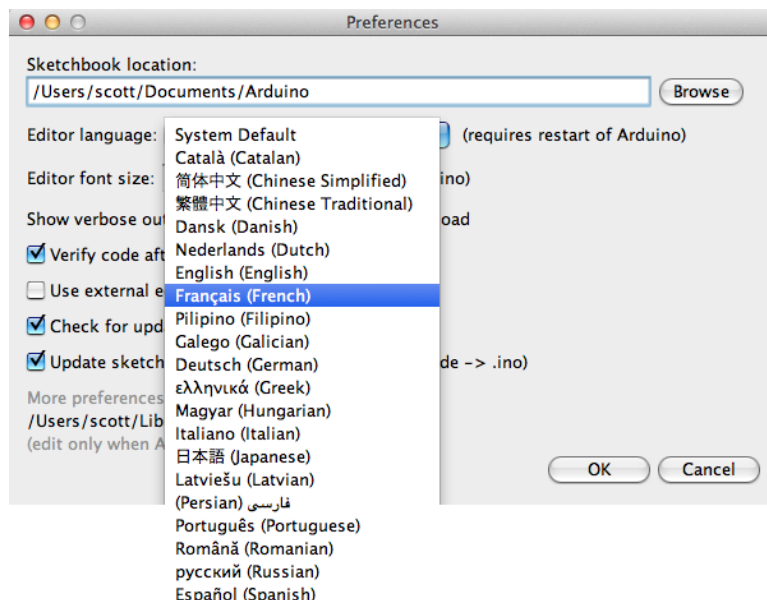 Preferences
Sketchbook location:
/Users/scott/Documents/Arduino
Browse
Editor language:
(requires restart of Arduino)
Editor font size:
ino)
Show verbose out
oad
Verify code aft
Use external e
Check for upd
Update sketch
de -> .ino)
More preferences
/Users/scott/Lib
(edit only when A
System Default
Català (Catalan)
简体中文 (Chinese Simplified)
繁體中文 (Chinese Traditional)
Dansk (Danish)
Nederlands (Dutch)
English (English)
Français (French)
Pilipino (Filipino)
Galego (Galician)
Deutsch (German)
ελληνικά (Greek)
Magyar (Hungarian)
Italiano (Italian)
日本語 (Japanese)
Latviešu (Latvian)
فارسی (Persian)
Português (Portuguese)
Română (Romanian)
русский (Russian)
Español (Spanish)
OK
Cancel